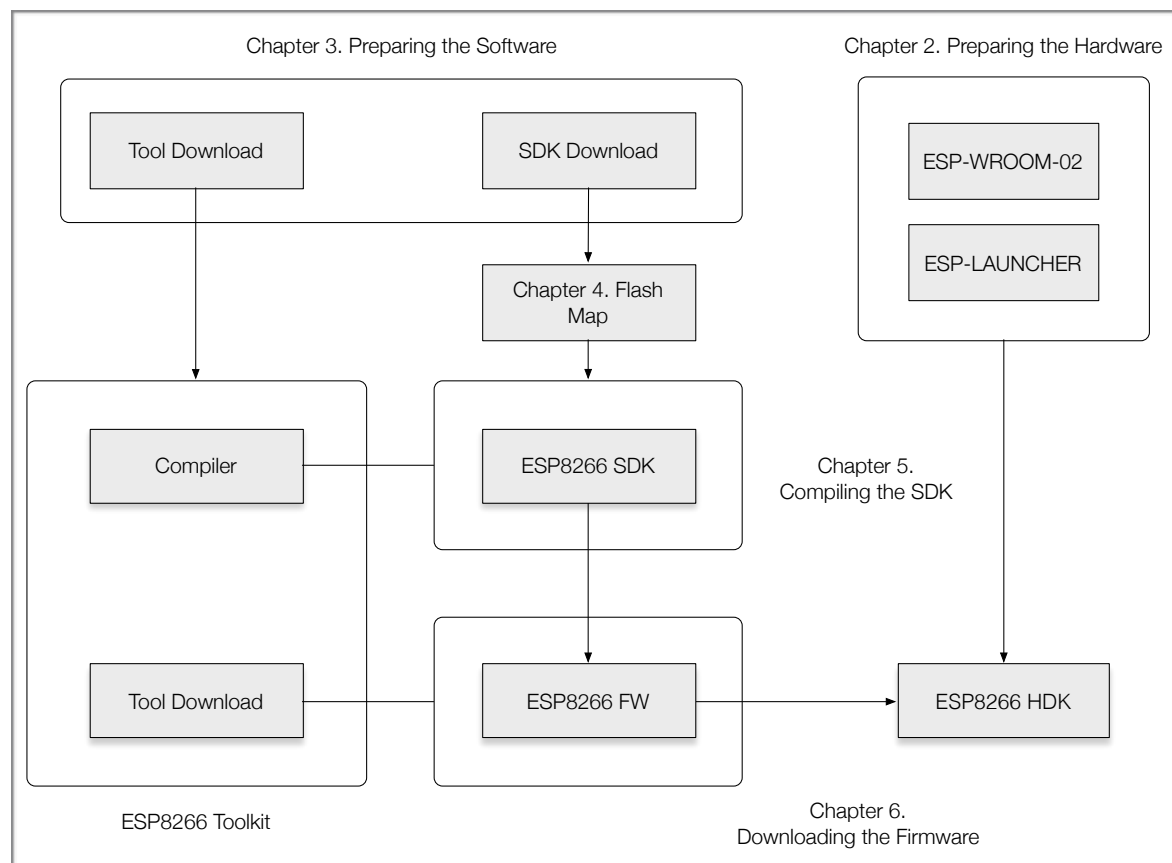 Chapter 3. Preparing the Software
Chapter 2. Preparing the Hardware
Tool Download
SDK Download
ESP-WROOM-02
ESP-LAUNCHER
Chapter 4. Flash
Map
Compiler
ESP8266 SDK
Chapter 5.
Compiling the SDK
Tool Download
ESP8266 FW
ESP8266 HDK
ESP8266 Toolkit
Chapter 6.
Downloading the Firmware